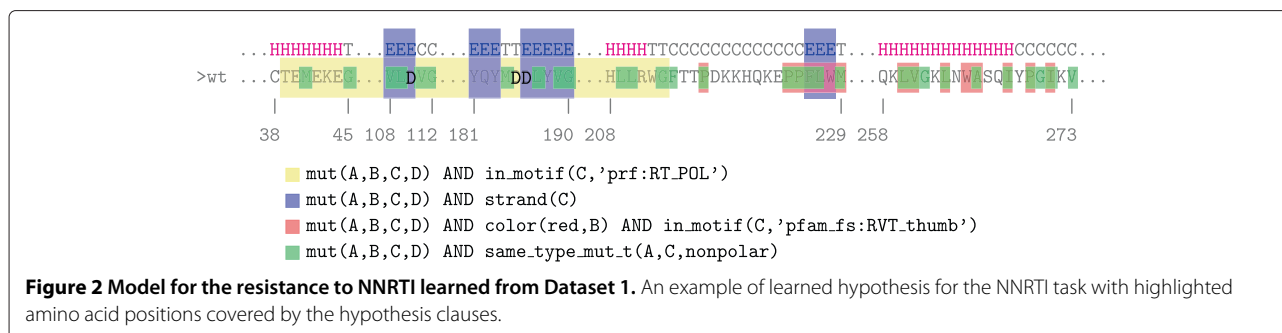 ...HHHHHHHT...EEECC...EEETTEEEEE...HHHHTTCCCCCCCCCCCCCEEET...HHHHHHHHHHHHHCCCCCC...
>wt ...CTEMEKEG...VLDVG...YQYMDDLYVG...HLLRWGFTTPDKKHQKEPPFLWM...QKLVGKLNWASQIYPGIKV...
38 45 108 112 181 190 208 229 258 273
mut(A,B,C,D) AND in_motif(C,'prf:RT_POL')
mut(A,B,C,D) AND strand(C)
mut(A,B,C,D) AND color(red,B) AND in_motif(C,'pfam_fs:RVT_thumb')
mut(A,B,C,D) AND same_type_mut_t(A,C,nonpolar)
Figure 2 Model for the resistance to NNRTI learned from Dataset 1. An example of learned hypothesis for the NNRTI task with highlighted
amino acid positions covered by the hypothesis clauses.